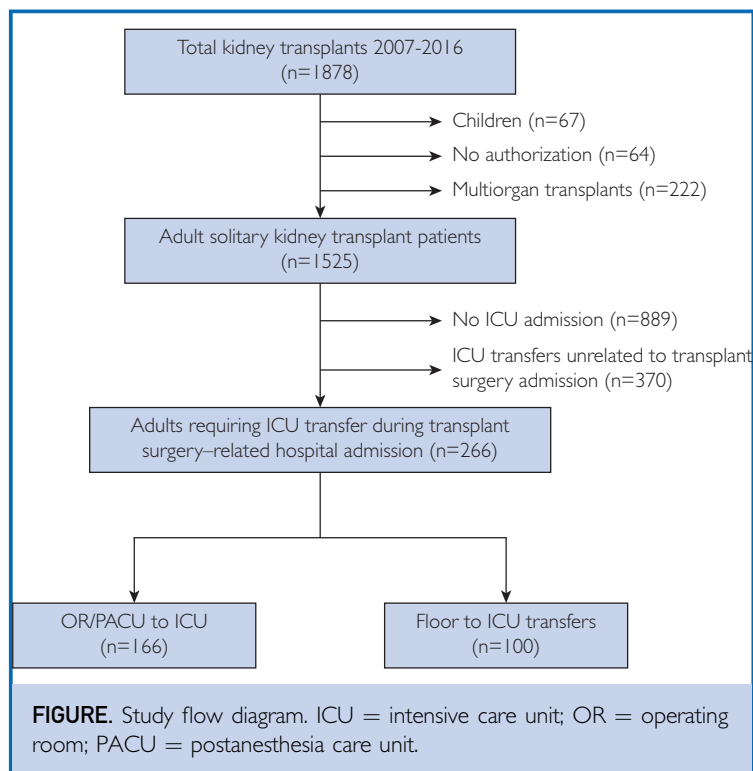 Total kidney transplants 2007-2016
(n=1878)
Children (n=67)
No authorization (n=64)
Multiorgan transplants (n=222)
Adult solitary kidney transplant patients
(n=1525)
No ICU admission (n=889)
ICU transfers unrelated to transplant
surgery admission (n=370)
Adults requiring ICU transfer during transplant
surgery–related hospital admission (n=266)
OR/PACU to ICU
(n=166)
Floor to ICU transfers
(n=100)
FIGURE. Study flow diagram. ICU = intensive care unit; OR = operating
room; PACU = postanesthesia care unit.